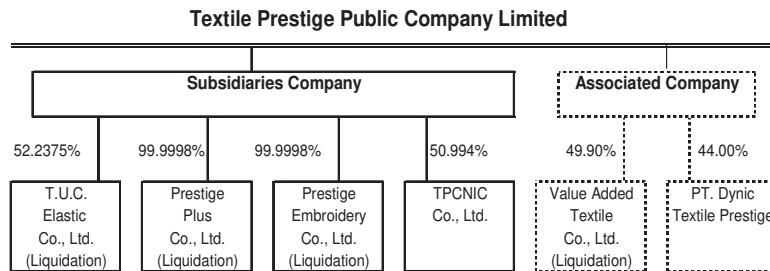 Textile Prestige Public Company Limited
Subsidiaries Company
Associated Company
52.2375%
99.9998%
99.9998%
50.994%
49.90%
44.00%
T.U.C.
Elastic
Co., Ltd.
(Liquidation)
Prestige
Plus
Co., Ltd.
(Liquidation)
Prestige
Embroidery
Co., Ltd.
(Liquidation)
TPCNIC
Co., Ltd.
Value Added
Textile
Co., Ltd.
(Liquidation)
PT. Dynic
Textile Prestige